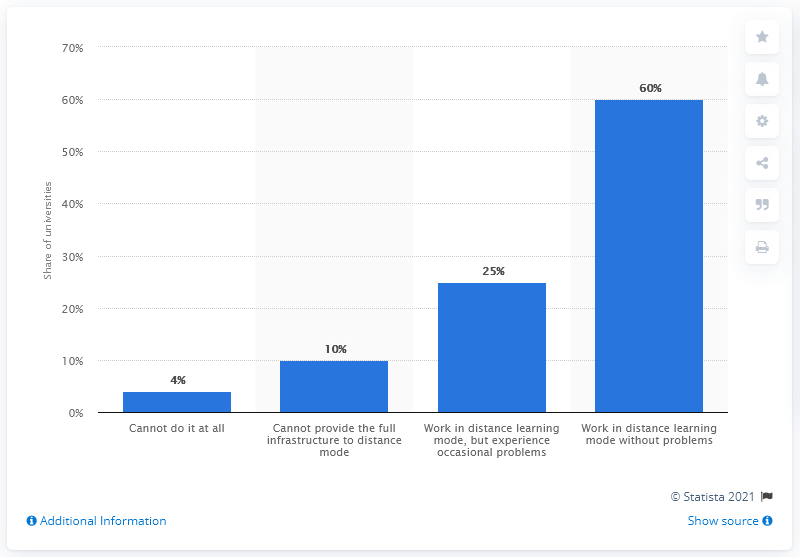 70%
60%
50%
40%
30%
20%
10%
0%
Share of universities
4%
10%
25%
60%
Cannot do it at all
Cannot provide the full
infrastructure to distance
mode
Work in distance learning
mode, but experience
occasional problems
Work in distance learning
mode without problems
© Statista 2021
Additional Information
Show source